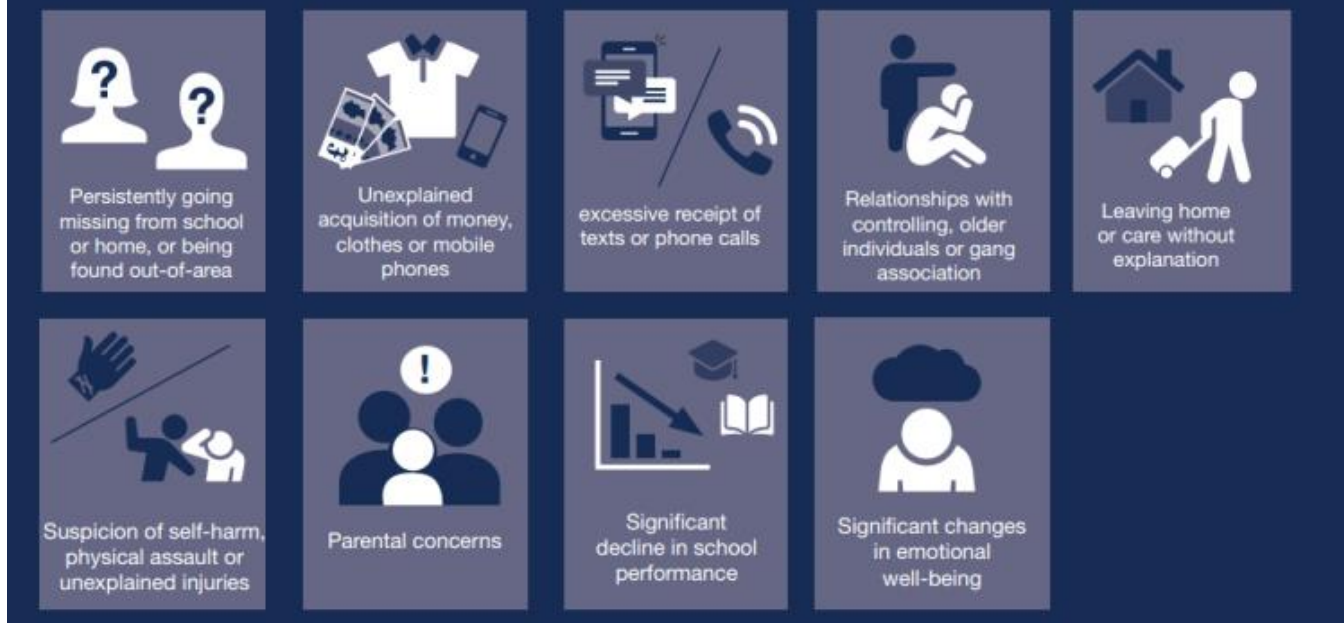 ?
?
Persistently going
missing from school
or home, or being
found out-of-area
Unexplained
acquisition of money,
clothes or mobile
phones
excessive receipt of
texts or phone calls
Relationships with
controlling, older
individuals or gang
association
Leaving home
or care without
explanation
Suspicion of self-harm,
physical assault or
unexplained injuries
!
Parental concerns
Significant
decline in school
performance
Significant changes
in emotional
well-being